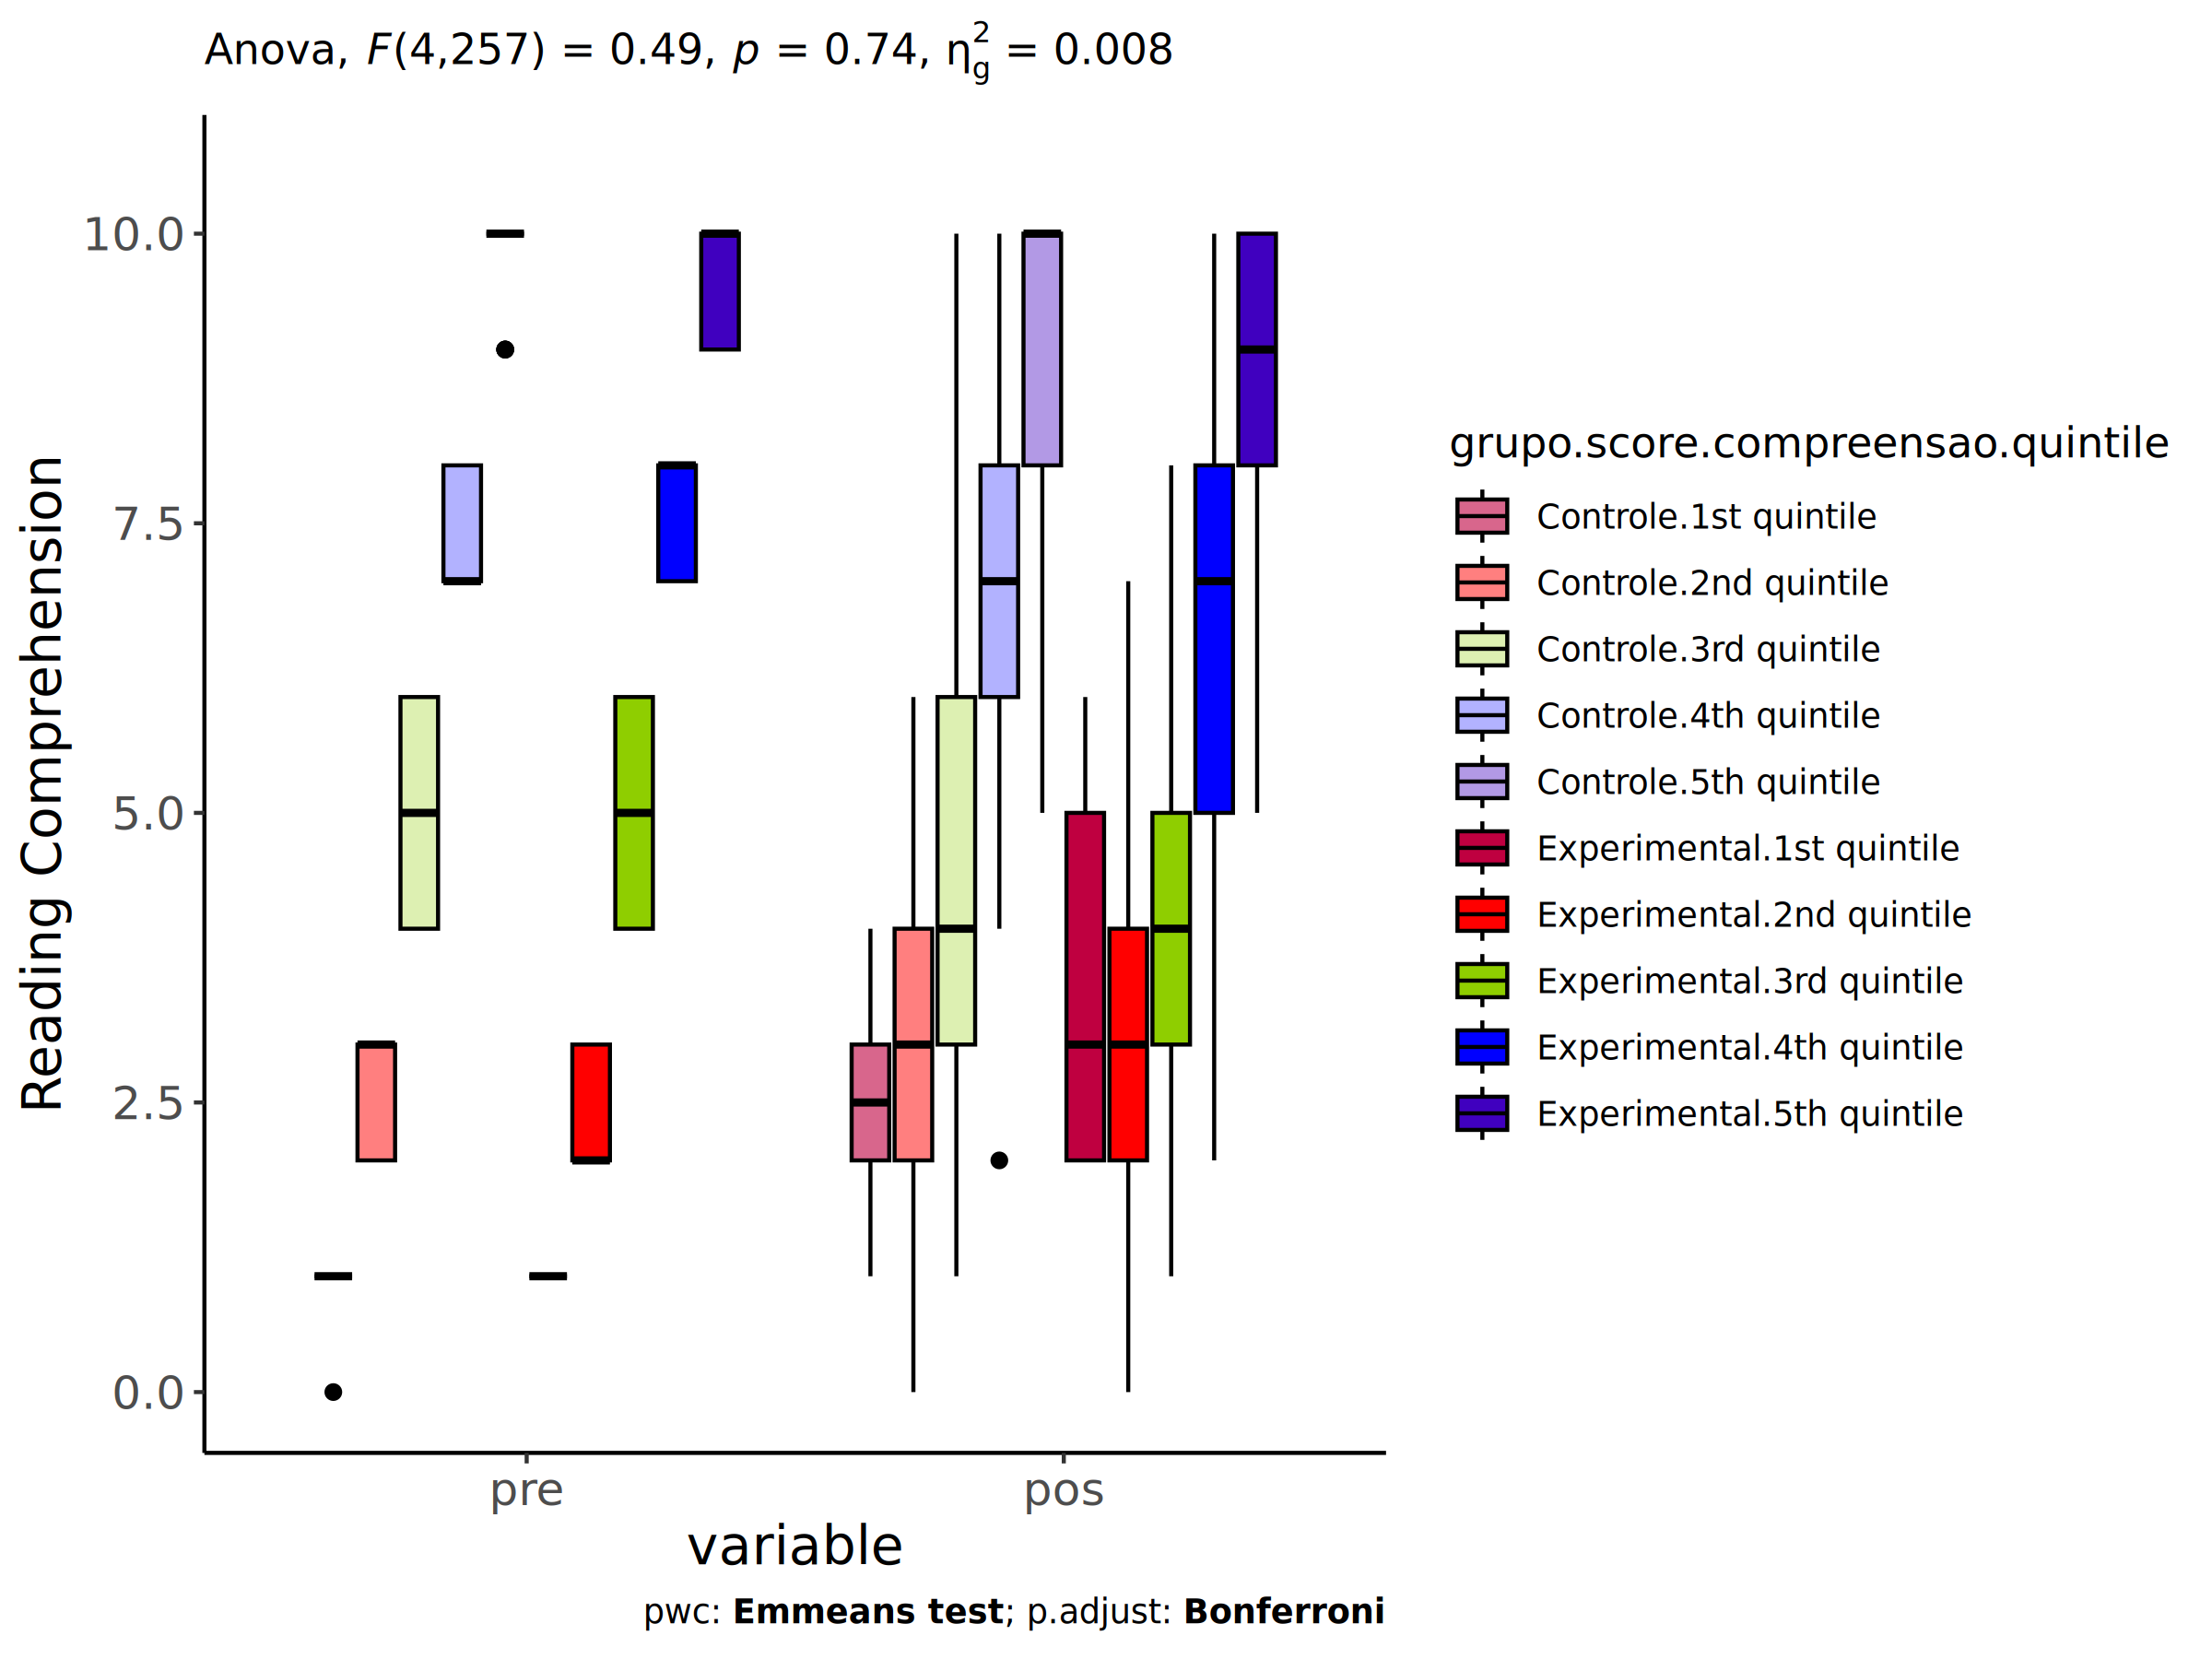 Anova, F(4,257) = 0.49, p = 0.74, η²g = 0.008
Reading Comprehension
10.0
7.5
5.0
2.5
0.0
pre
pos
variable
pwc: Emmeans test; p.adjust: Bonferroni
grupo.score.compreensao.quintile
Controle.1st quintile
Controle.2nd quintile
Controle.3rd quintile
Controle.4th quintile
Controle.5th quintile
Experimental.1st quintile
Experimental.2nd quintile
Experimental.3rd quintile
Experimental.4th quintile
Experimental.5th quintile